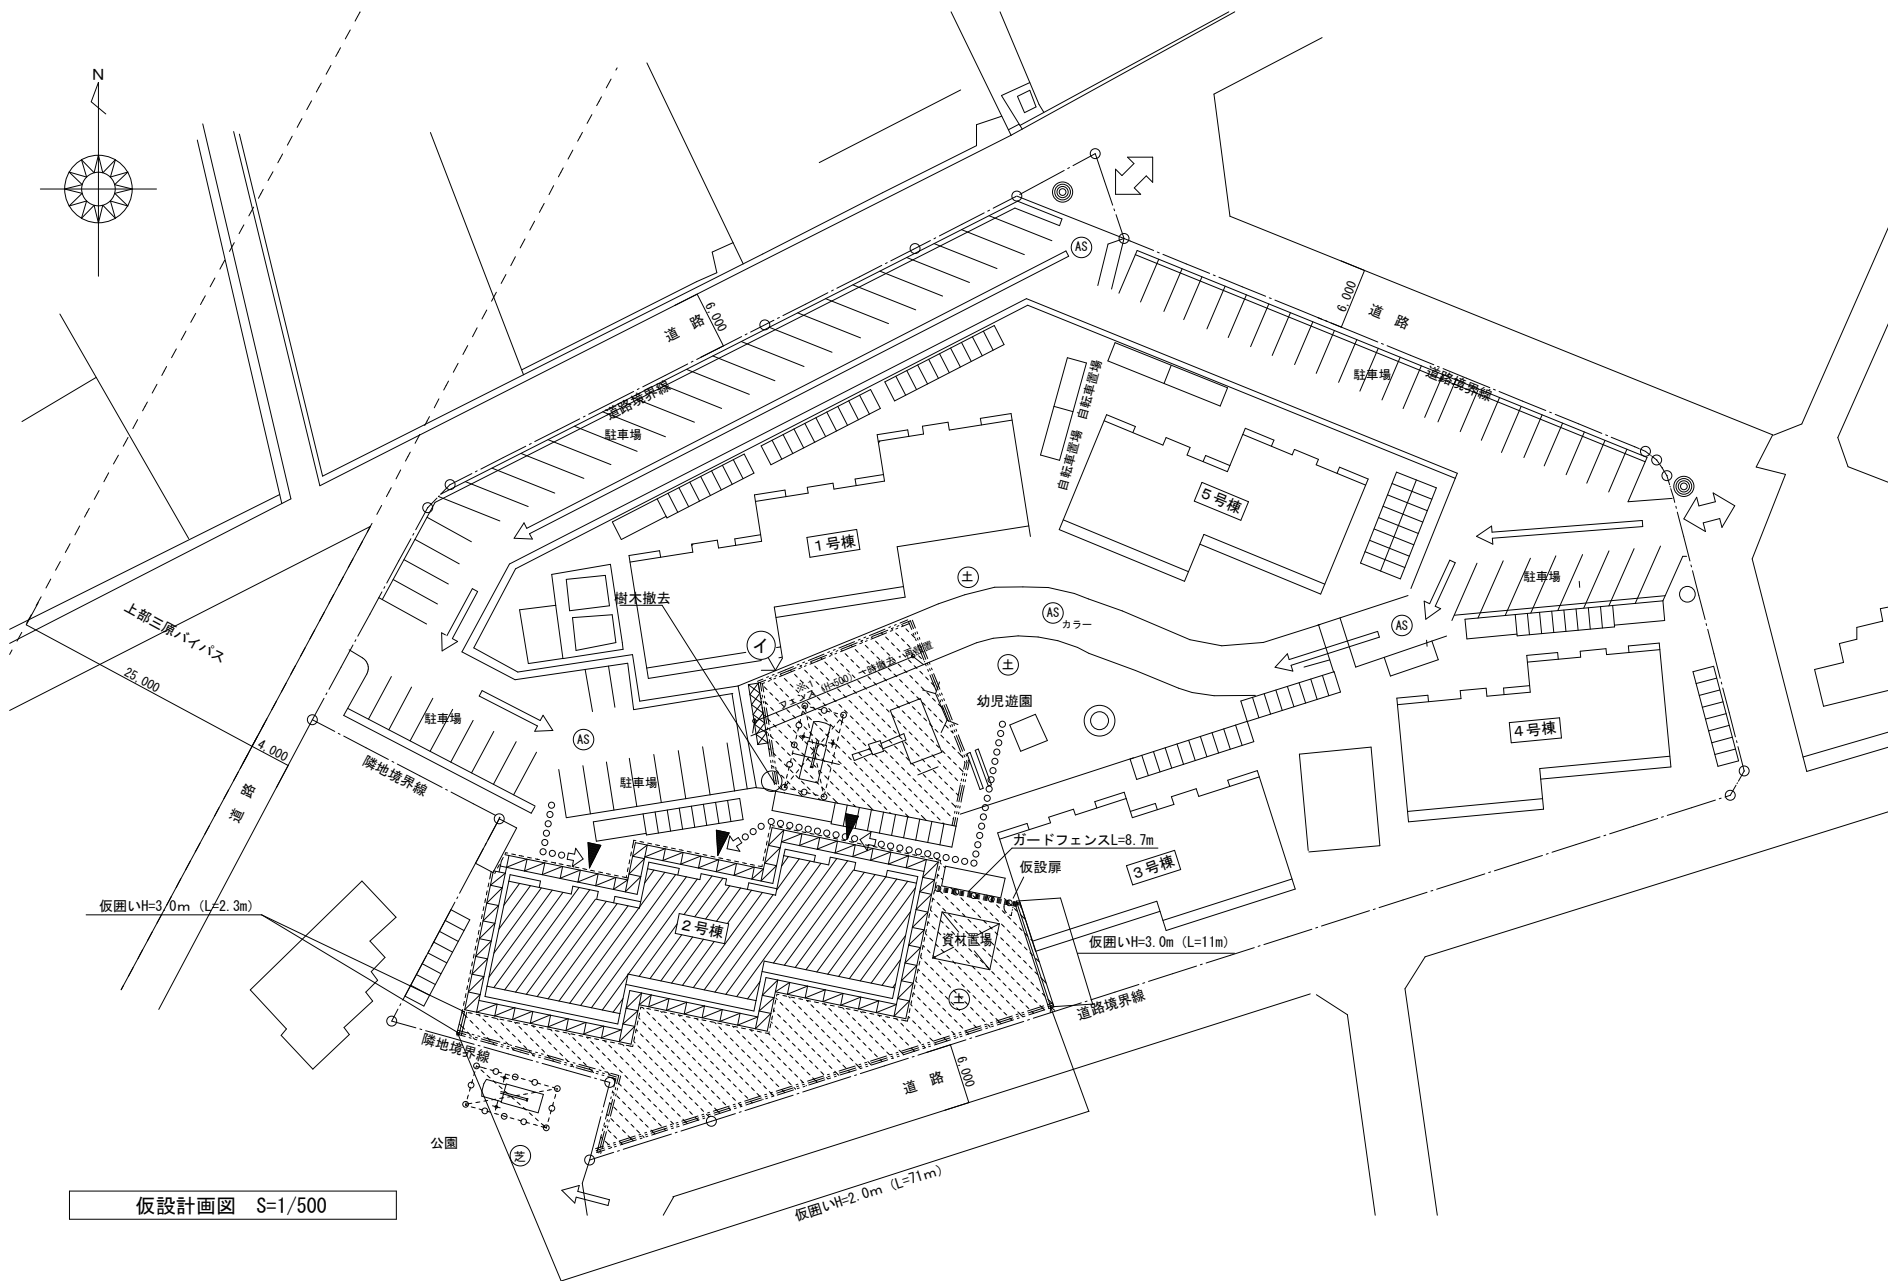 N
道路
6,000
道路境界線
駐車場
AS
6,000
道路
駐車場
道路境界線
自転車置場
自転車置場
5号棟
1号棟
土
駐車場
樹木撤去
イ
AS
カラー
AS
上部三原バイパス
25,000
4,000
道路
隣地境界線
駐車場
AS
駐車場
フェンス (H=500)
土
幼児遊園
4号棟
ガードフェンスL=8.7m
仮設扉
3号棟
仮囲いH=3.0m (L=2.3m)
2号棟
資材置場
仮囲いH=3.0m (L=11m)
土
道路境界線
隣地境界線
道路
6,000
公園
芝
仮囲いH=2.0m (L=71m)
仮設計画図 S=1/500